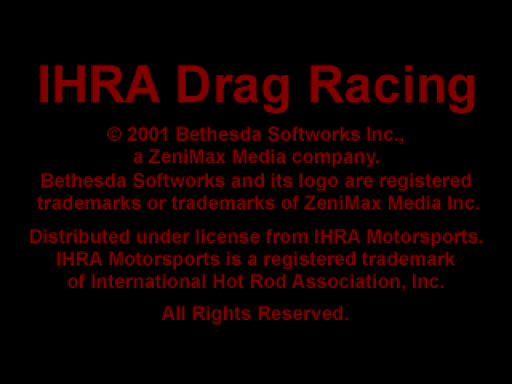 IHRA Drag Racing
© 2001 Bethesda Softworks Inc.,
a ZeniMax Media company.
Bethesda Softworks and its logo are registered
trademarks or trademarks of ZeniMax Media Inc.
Distributed under license from IHRA Motorsports.
IHRA Motorsports is a registered trademark
of International Hot Rod Association, Inc.
All Rights Reserved.